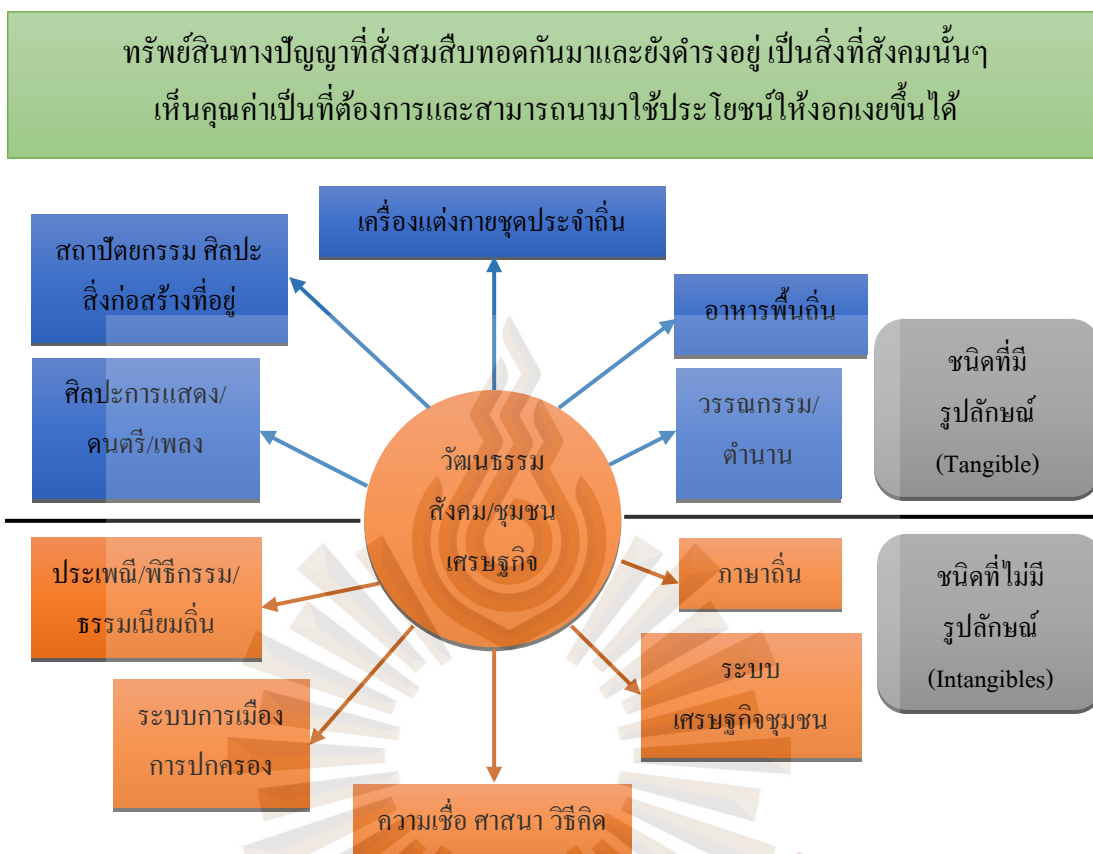 ทรัพย์สินทางปัญญาที่สั่งสมสืบทอดกันมาและยังดำรงอยู่ เป็นสิ่งที่สังคมนั้นๆ
เห็นคุณค่าเป็นที่ต้องการและสามารถนามาใช้ประโยชน์ให้งอกเงยขึ้นได้
เครื่องแต่งกายชุดประจำถิ่น
สถาปัตยกรรม ศิลปะ
สิ่งก่อสร้างที่อยู่
อาหารพื้นถิ่น
ศิลปะการแสดง/
ดนตรี/เพลง
วรรณกรรม/
ตำนาน
ชนิดที่มี
รูปลักษณ์
(Tangible)
วัฒนธรรม
สังคม/ชุมชน
เศรษฐกิจ
ประเพณี/พิธีกรรม/
ธรรมเนียมถิ่น
ภาษาถิ่น
ชนิดที่ไม่มี
รูปลักษณ์
(Intangibles)
ระบบการเมือง
การปกครอง
ระบบ
เศรษฐกิจชุมชน
ความเชื่อ ศาสนา วิธีคิด